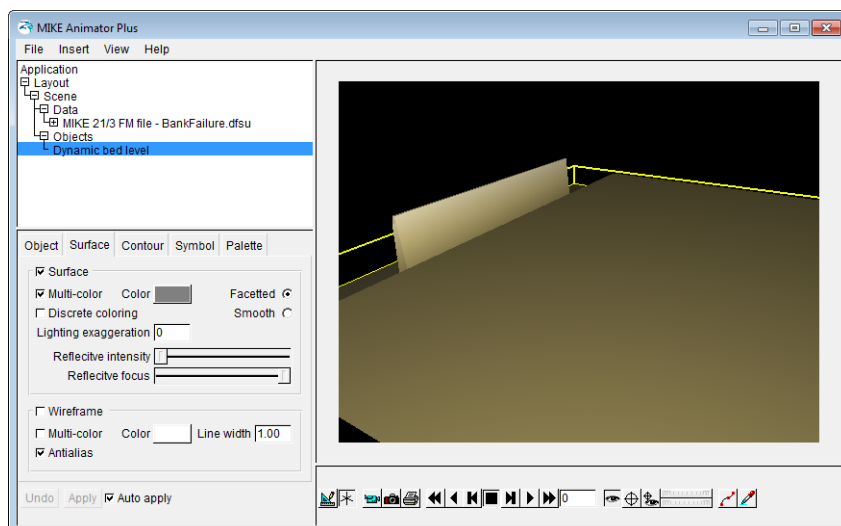 MIKE Animator Plus
File Insert View Help
Application
Layout
Scene
Data
MIKE 21/3 FM file - BankFailure.dfsu
Objects
Dynamic bed level
Object Surface Contour Symbol Palette
Surface
Multi-color Color Facetted
Discrete coloring Smooth
Lighting exaggeration 0
Reflecitve intensity
Reflecitve focus
Wireframe
Multi-color Color Line width 1.00
Antialias
Undo Apply Auto apply
0